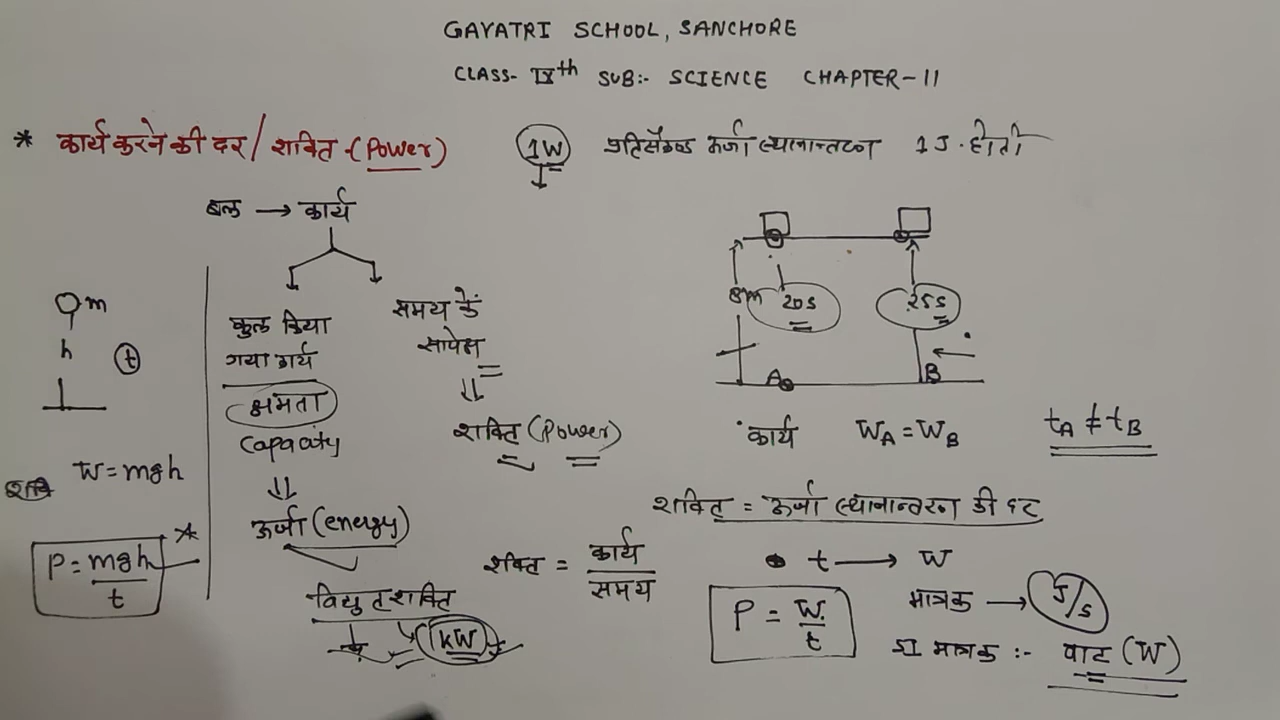 GAYATRI SCHOOL, SANCHORE
CLASS- IXth SUB:- SCIENCE CHAPTER-11
* कार्य करने की दर / शक्ति - (Power)
1W प्रतिसैकण्ड ऊर्जा स्थानान्तरण 1J. होती
बल → कार्य
कुल किया
गया कार्य
क्षमता
capacity
ऊर्जा (energy)
विद्युत शक्ति
kW
समय के
सापेक्ष
शक्ति (Power)
m
h
t
W = mgh
P = mgh
t
शक्ति = कार्य
समय
8m 20s 25s
A B
कार्य WA = WB tA ≠ tB
शक्ति = ऊर्जा स्थानान्तरण की दर
t → W
P = W
t
मात्रक → J/s
SI मात्रक :- वाट (W)